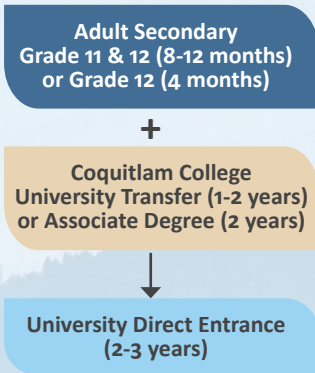 Adult Secondary
Grade 11 & 12 (8-12 months)
or Grade 12 (4 months)
+
Coquitlam College
University Transfer (1-2 years)
or Associate Degree (2 years)
University Direct Entrance
(2-3 years)